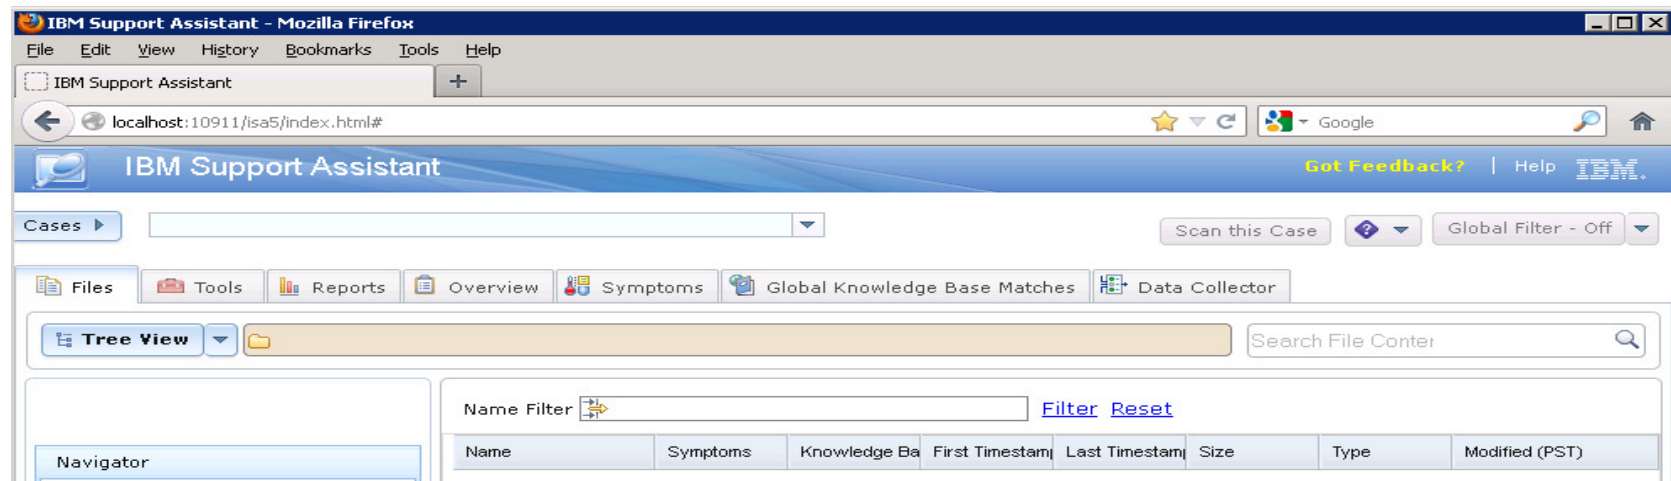 IBM Support Assistant - Mozilla Firefox
File Edit View History Bookmarks Tools Help
IBM Support Assistant +
localhost:10911/isa5/index.html# Google
IBM Support Assistant Got Feedback? | Help IBM.
Cases Scan this Case Global Filter - Off
Files Tools Reports Overview Symptoms Global Knowledge Base Matches Data Collector
Tree View Search File Conter
Name Filter Filter Reset
Name Symptoms Knowledge Ba First Timestam Last Timestam Size Type Modified (PST)
Navigator